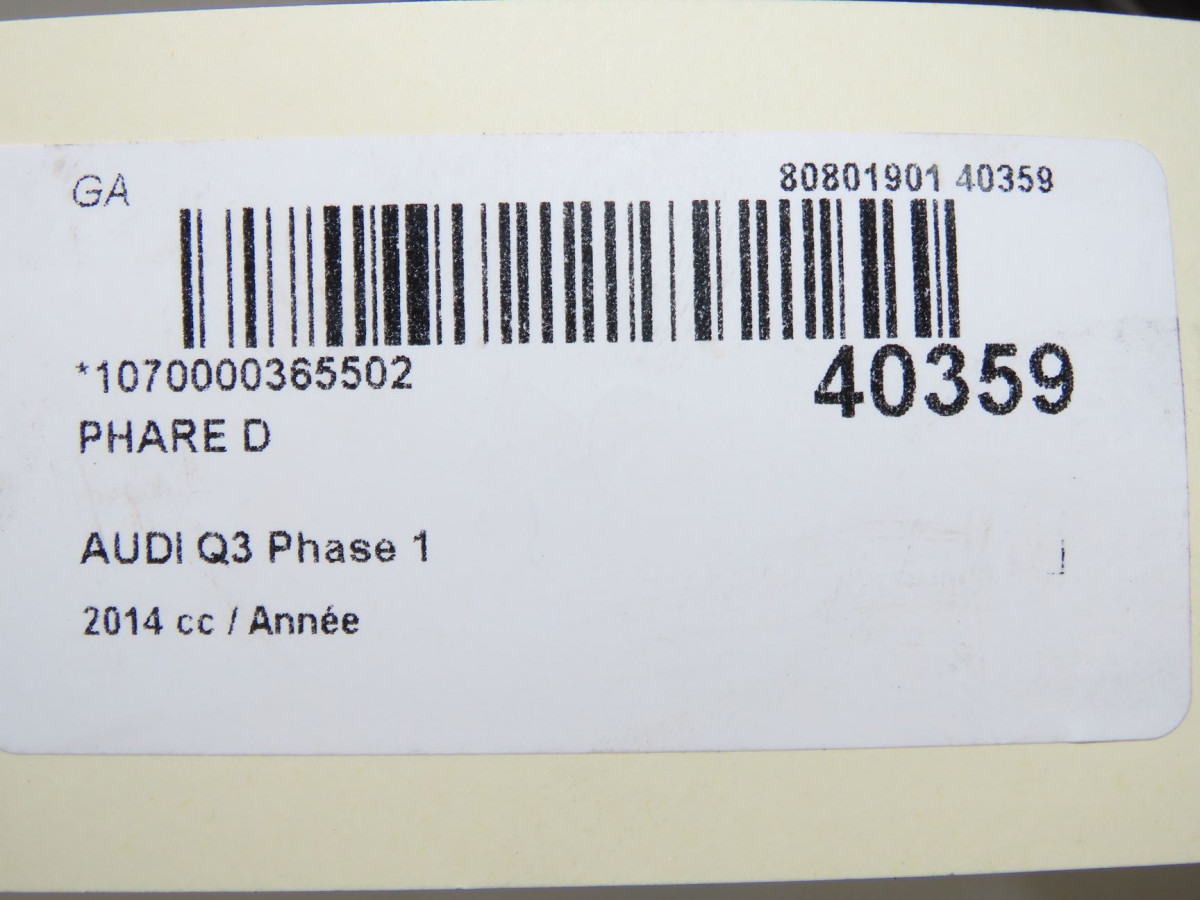 GA
80801901 40359
*1070000365502
40359
PHARE D
AUDI Q3 Phase 1
2014 cc / Année